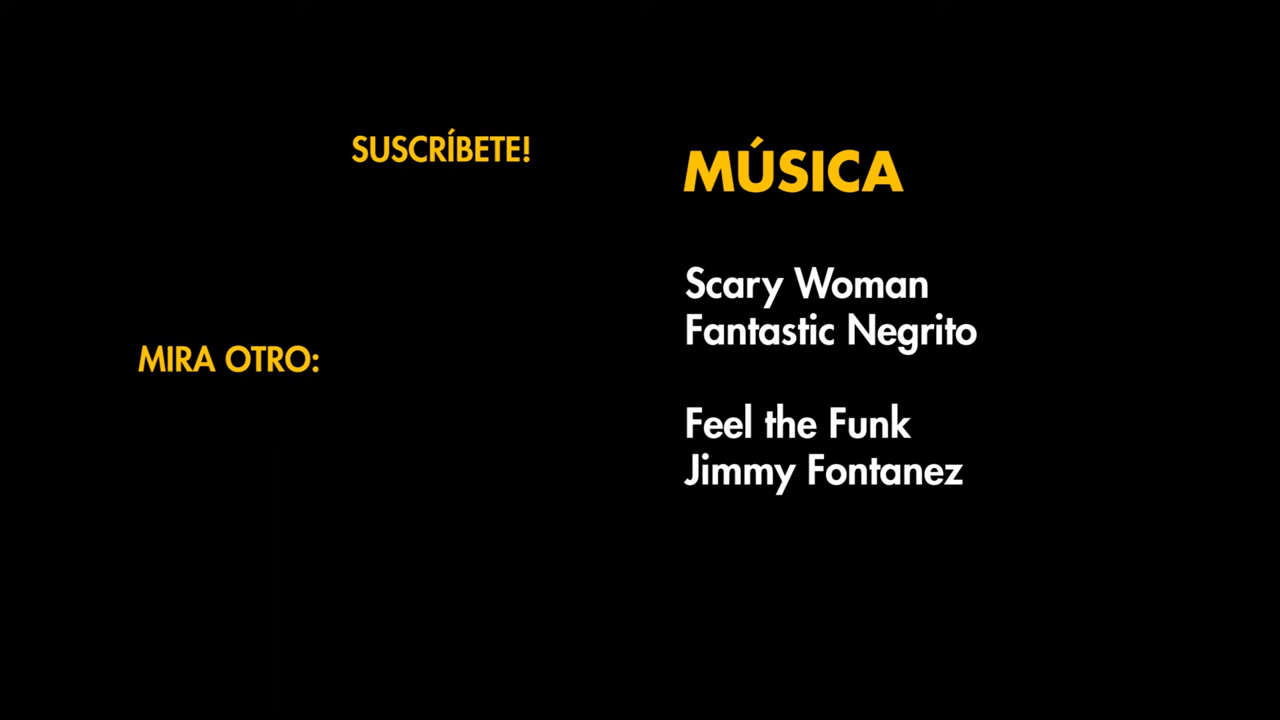 SUSCRÍBETE!
MIRA OTRO:
MÚSICA
Scary Woman
Fantastic Negrito
Feel the Funk
Jimmy Fontanez